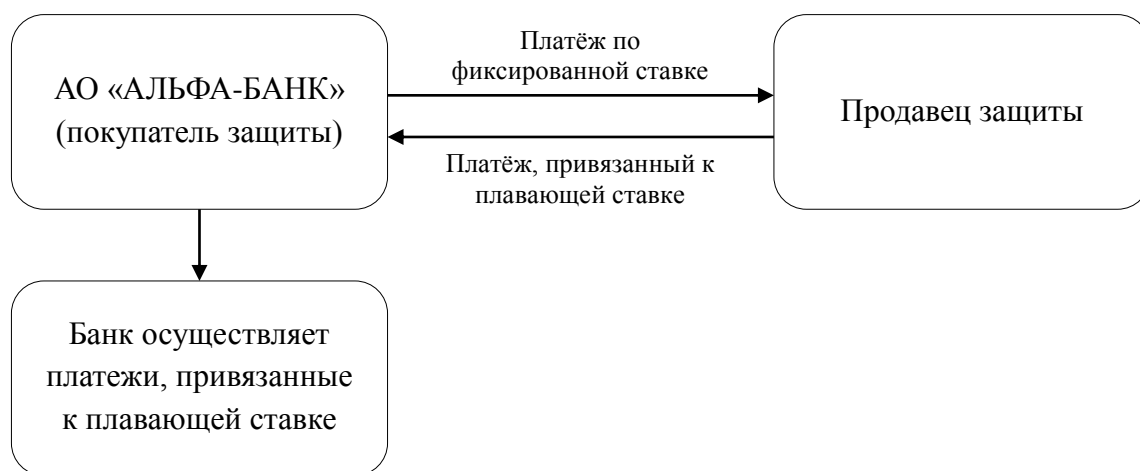 АО «АЛЬФА-БАНК»
(покупатель защиты)
Платёж по
фиксированной ставке
Платёж, привязанный к
плавающей ставке
Продавец защиты
Банк осуществляет
платежи, привязанные
к плавающей ставке